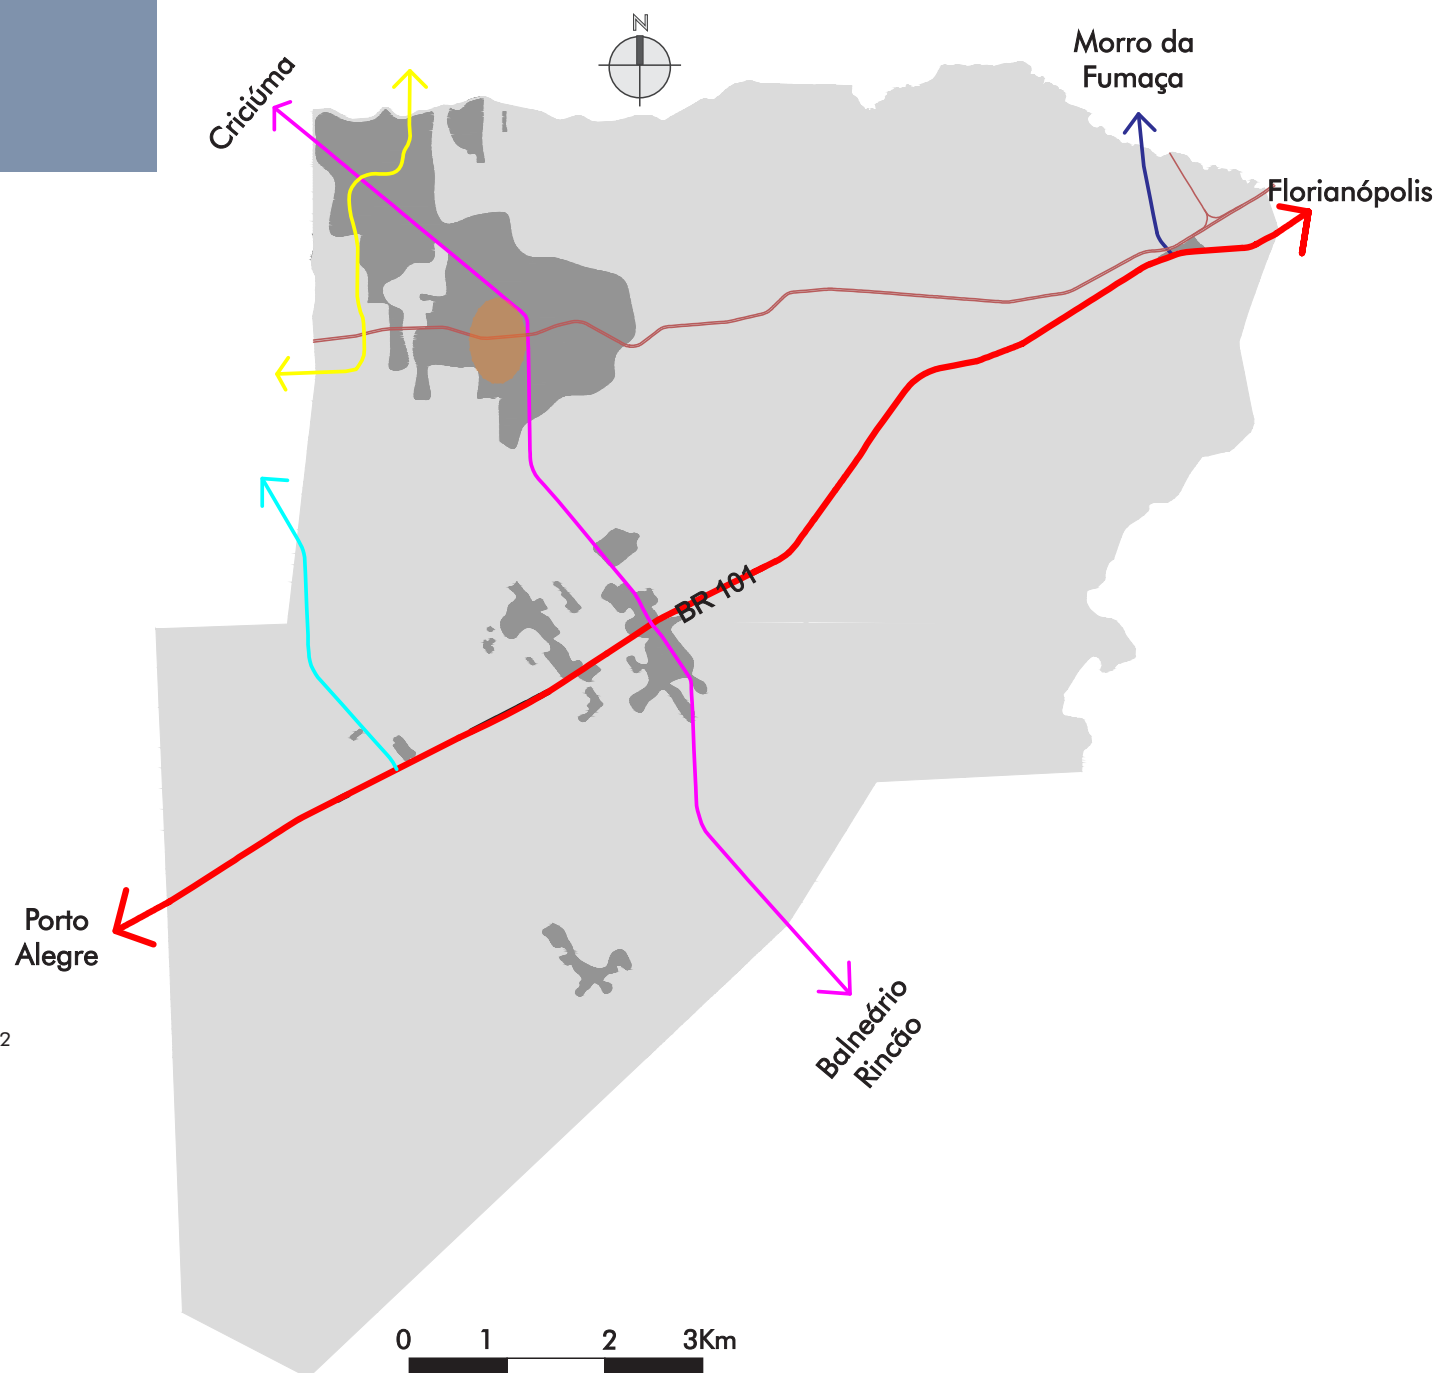 N
Morro da
Fumaça
Criciúma
Florianópolis
BR 101
Porto
Alegre
Balneário
Rincão
2
0 1 2 3Km